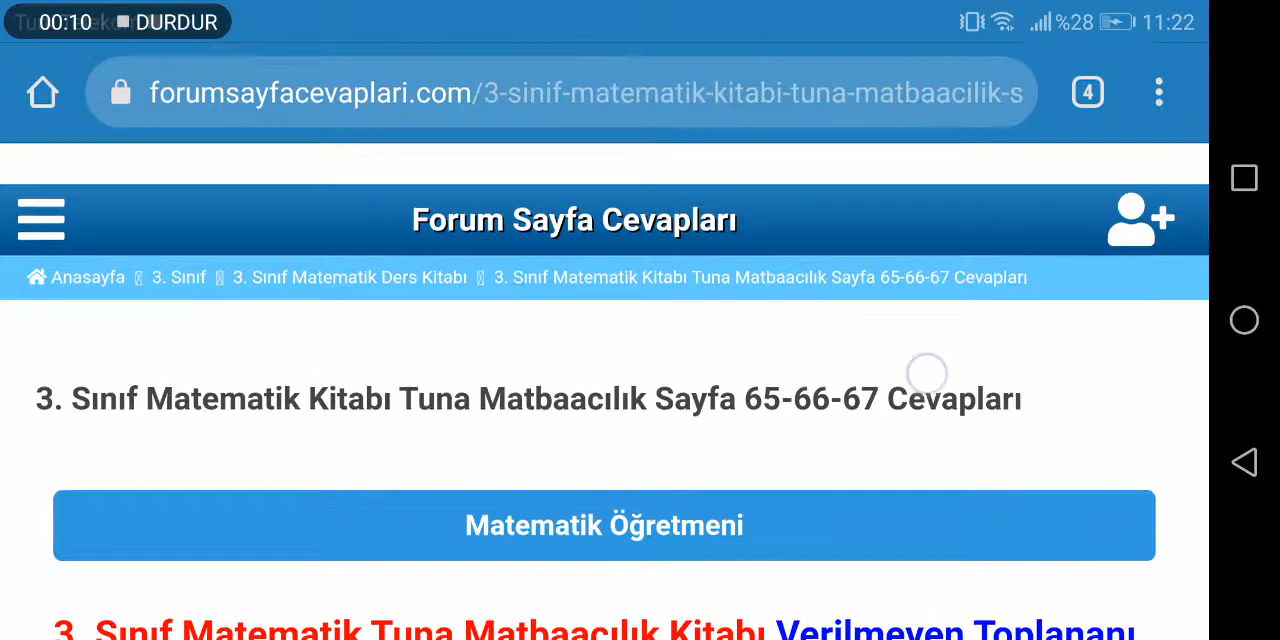 00:10 DURDUR %28 11:22
forumsayfacevaplari.com/3-sinif-matematik-kitabi-tuna-matbaacilik-s 4
Forum Sayfa Cevapları
Anasayfa 3. Sınıf 3. Sınıf Matematik Ders Kitabı 3. Sınıf Matematik Kitabı Tuna Matbaacılık Sayfa 65-66-67 Cevapları
3. Sınıf Matematik Kitabı Tuna Matbaacılık Sayfa 65-66-67 Cevapları
Matematik Öğretmeni
3. Sınıf Matematik Tuna Matbaacılık Kitabı Verilmeyen Toplananı